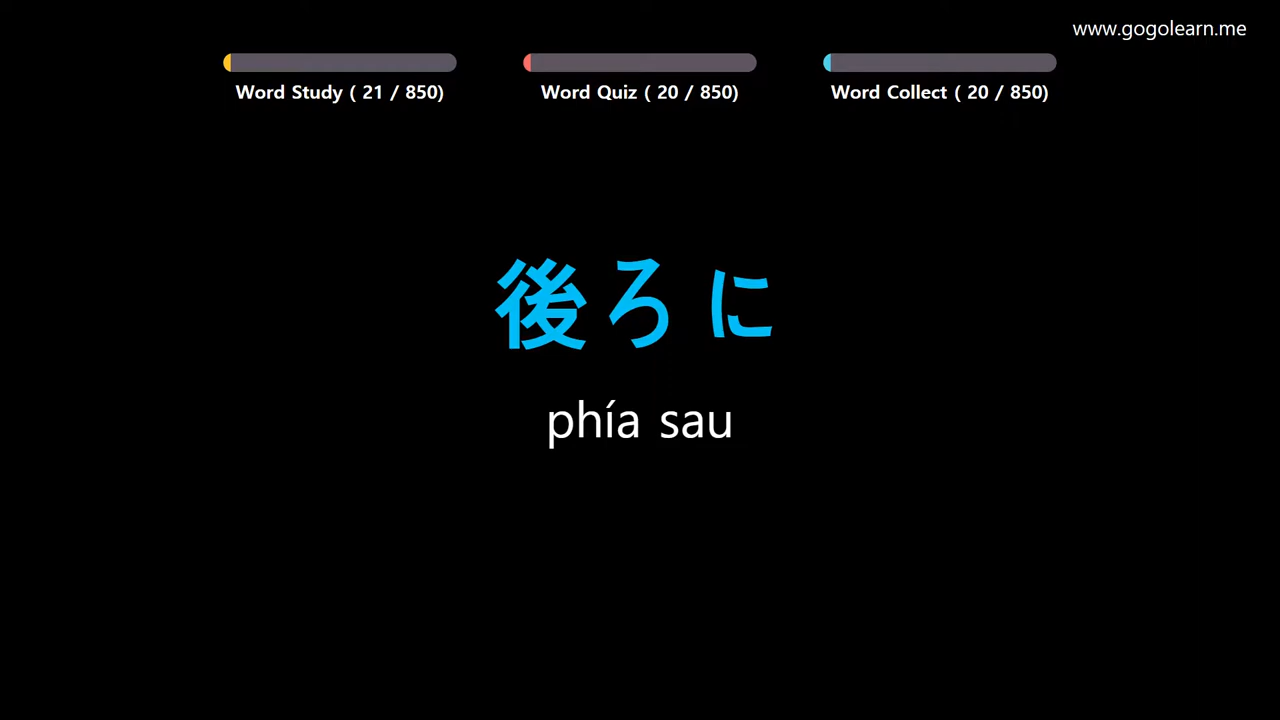 www.gogolearn.me
Word Study ( 21 / 850)
Word Quiz ( 20 / 850)
Word Collect ( 20 / 850)
後ろに
phía sau